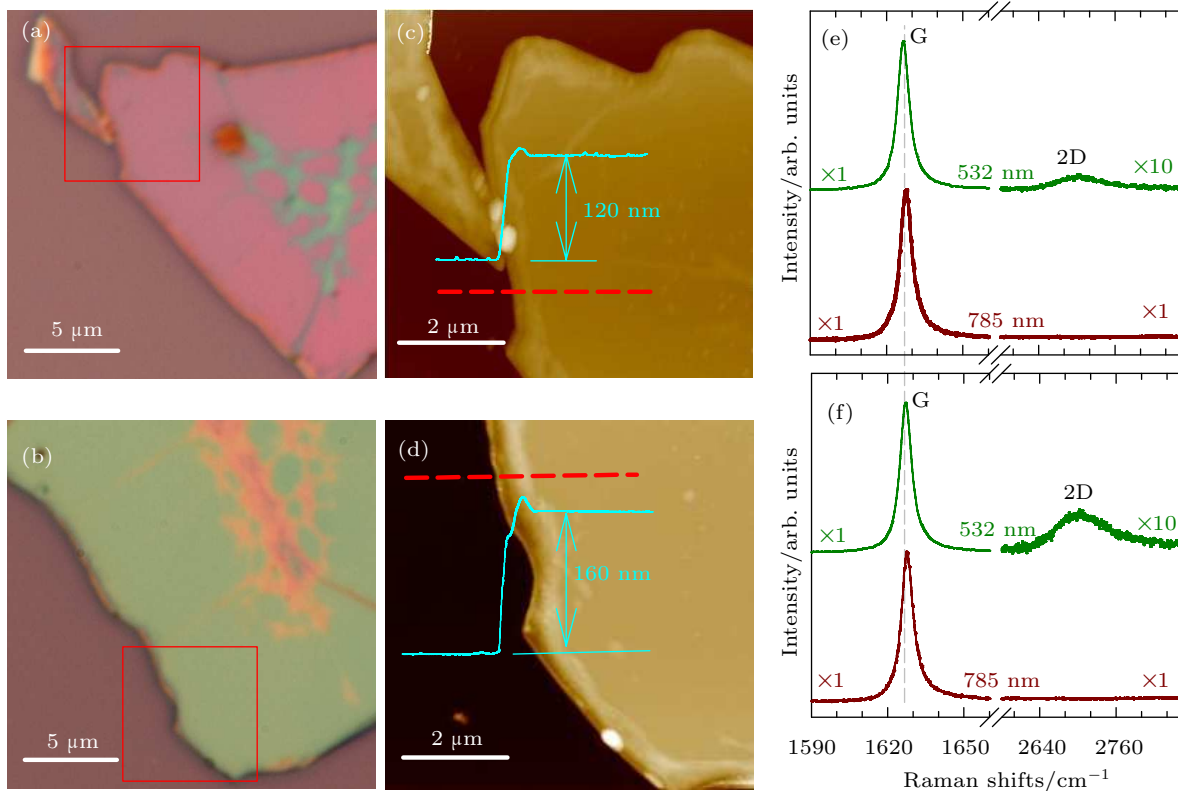 (a)
5 µm
(b)
5 µm
(c)
120 nm
2 µm
(d)
160 nm
2 µm
(e)
G
2D
×1
532 nm
×10
×1
785 nm
×1
Intensity/arb. units
(f)
G
2D
×1
532 nm
×10
×1
785 nm
×1
Intensity/arb. units
1590 1620 1650 2640 2760
Raman shifts/cm⁻¹